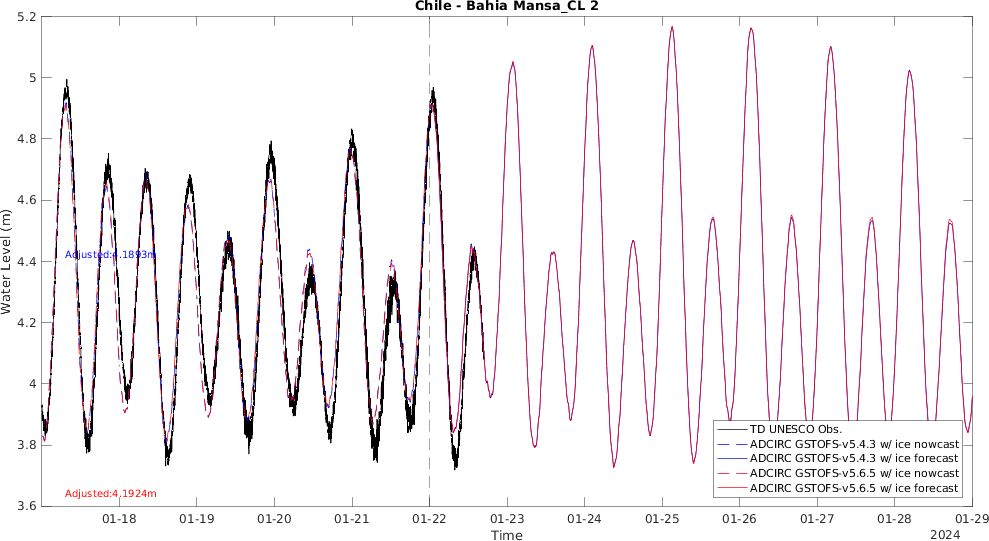 Chile - Bahia Mansa_CL 2
5.2
5
4.8
4.6
4.4
4.2
4
3.8
3.6
Water Level (m)
Adjusted:4.1893m
Adjusted:4.1924m
TD UNESCO Obs.
ADCIRC GSTOFS-v5.4.3 w/ ice nowcast
ADCIRC GSTOFS-v5.4.3 w/ ice forecast
ADCIRC GSTOFS-v5.6.5 w/ ice nowcast
ADCIRC GSTOFS-v5.6.5 w/ ice forecast
01-18 01-19 01-20 01-21 01-22 01-23 01-24 01-25 01-26 01-27 01-28 01-29
Time
2024